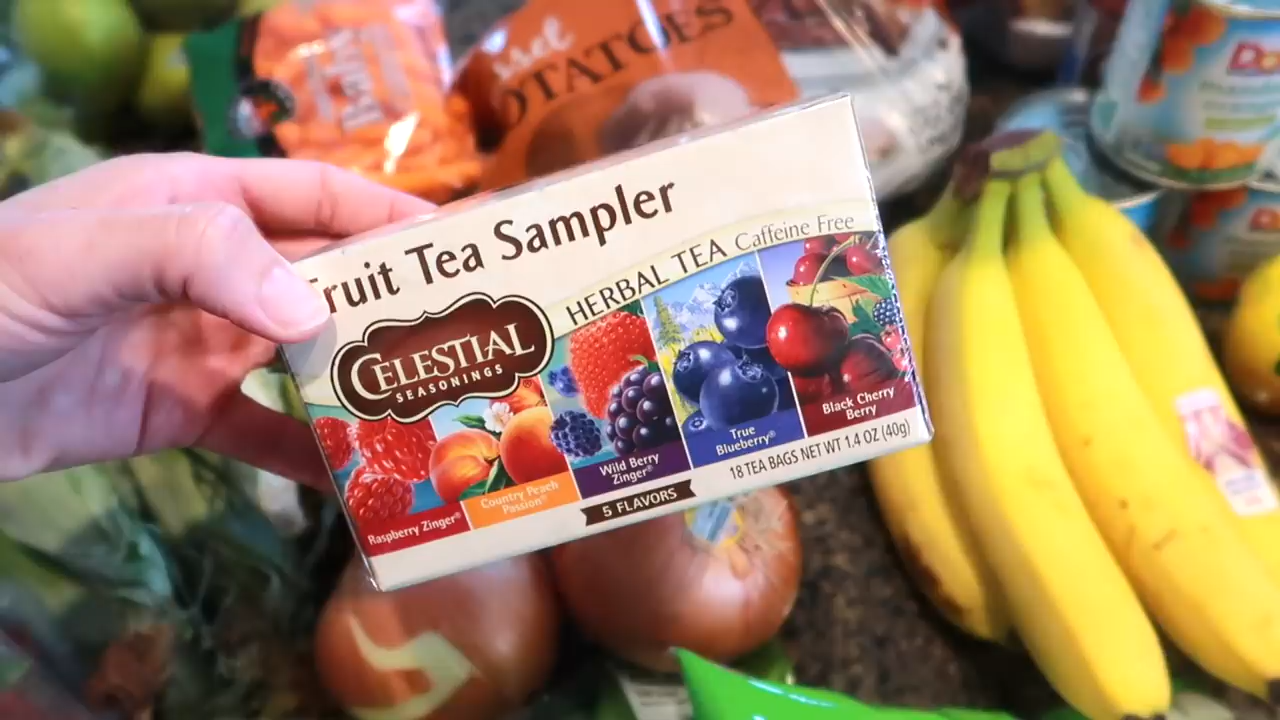 Fruit Tea Sampler
HERBAL TEA Caffeine Free
CELESTIAL
SEASONINGS
Raspberry Zinger®
Country Peach
Passion®
Wild Berry
Zinger®
True
Blueberry®
Black Cherry
Berry
5 FLAVORS
18 TEA BAGS NET WT 1.4 OZ (40g)
POTATOES